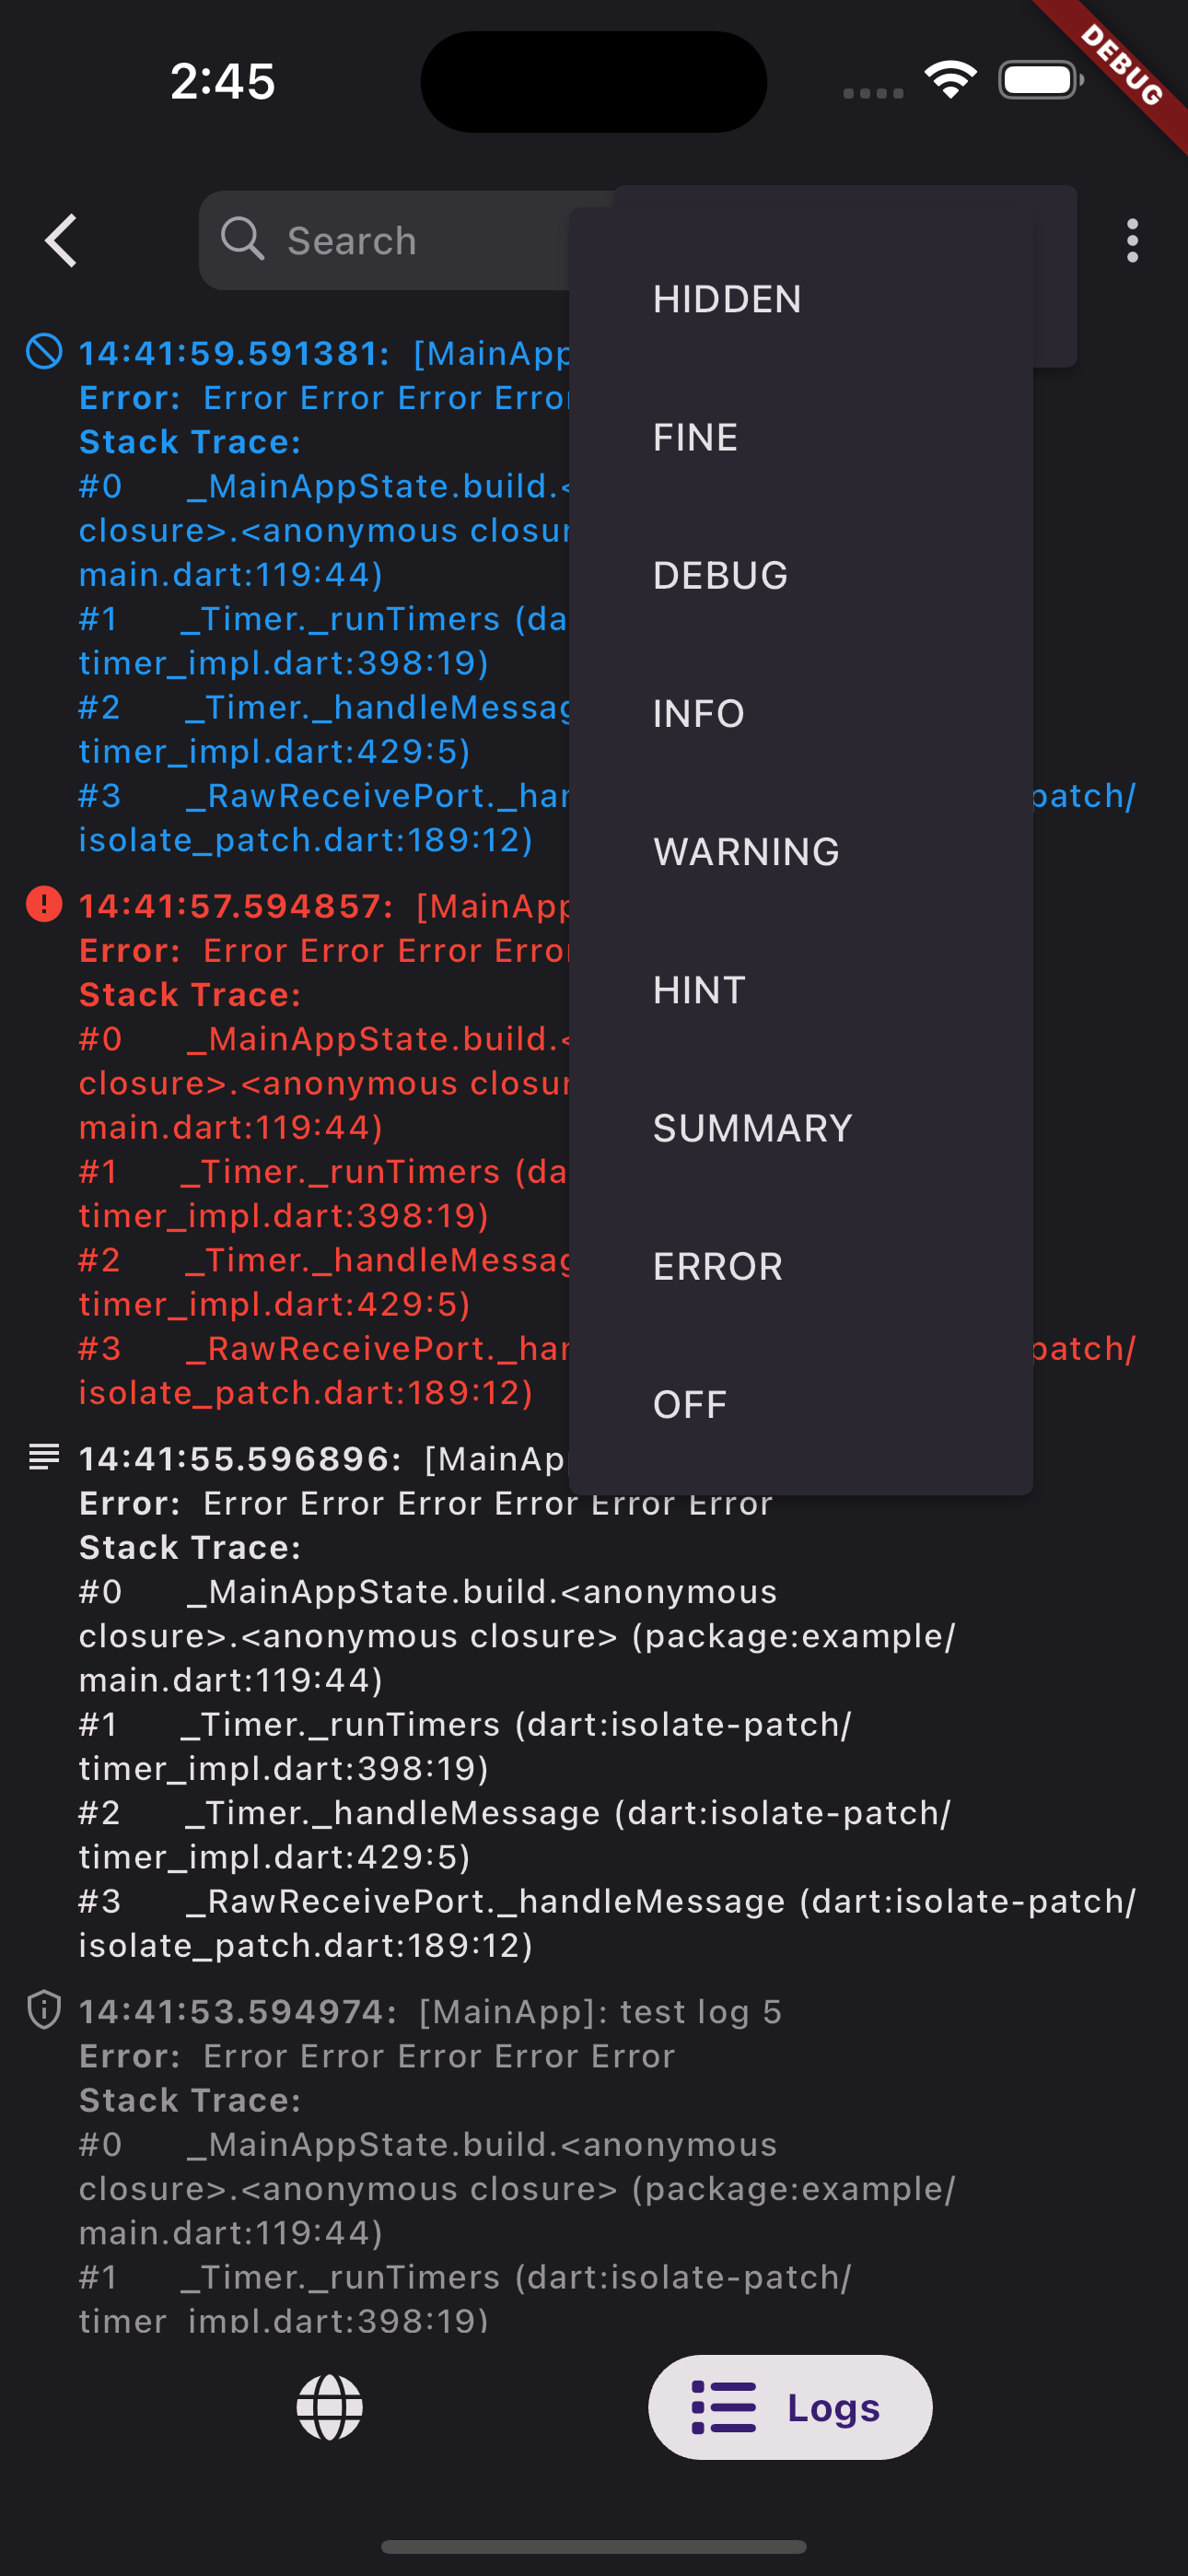 2:45
DEBUG
Search
HIDDEN
FINE
DEBUG
INFO
WARNING
HINT
SUMMARY
ERROR
OFF
14:41:59.591381: [MainApp
Error: Error Error Error Error
Stack Trace:
#0 _MainAppState.build.<
closure>.<anonymous closur
main.dart:119:44)
#1 _Timer._runTimers (da
timer_impl.dart:398:19)
#2 _Timer._handleMessag
timer_impl.dart:429:5)
#3 _RawReceivePort._han patch/
isolate_patch.dart:189:12)
14:41:57.594857: [MainApp
Error: Error Error Error Error
Stack Trace:
#0 _MainAppState.build.<
closure>.<anonymous closur
main.dart:119:44)
#1 _Timer._runTimers (da
timer_impl.dart:398:19)
#2 _Timer._handleMessag
timer_impl.dart:429:5)
#3 _RawReceivePort._han patch/
isolate_patch.dart:189:12)
14:41:55.596896: [MainAp
Error: Error Error Error Error Error Error
Stack Trace:
#0 _MainAppState.build.<anonymous
closure>.<anonymous closure> (package:example/
main.dart:119:44)
#1 _Timer._runTimers (dart:isolate-patch/
timer_impl.dart:398:19)
#2 _Timer._handleMessage (dart:isolate-patch/
timer_impl.dart:429:5)
#3 _RawReceivePort._handleMessage (dart:isolate-patch/
isolate_patch.dart:189:12)
14:41:53.594974: [MainApp]: test log 5
Error: Error Error Error Error Error
Stack Trace:
#0 _MainAppState.build.<anonymous
closure>.<anonymous closure> (package:example/
main.dart:119:44)
#1 _Timer._runTimers (dart:isolate-patch/
timer_impl.dart:398:19)
Logs